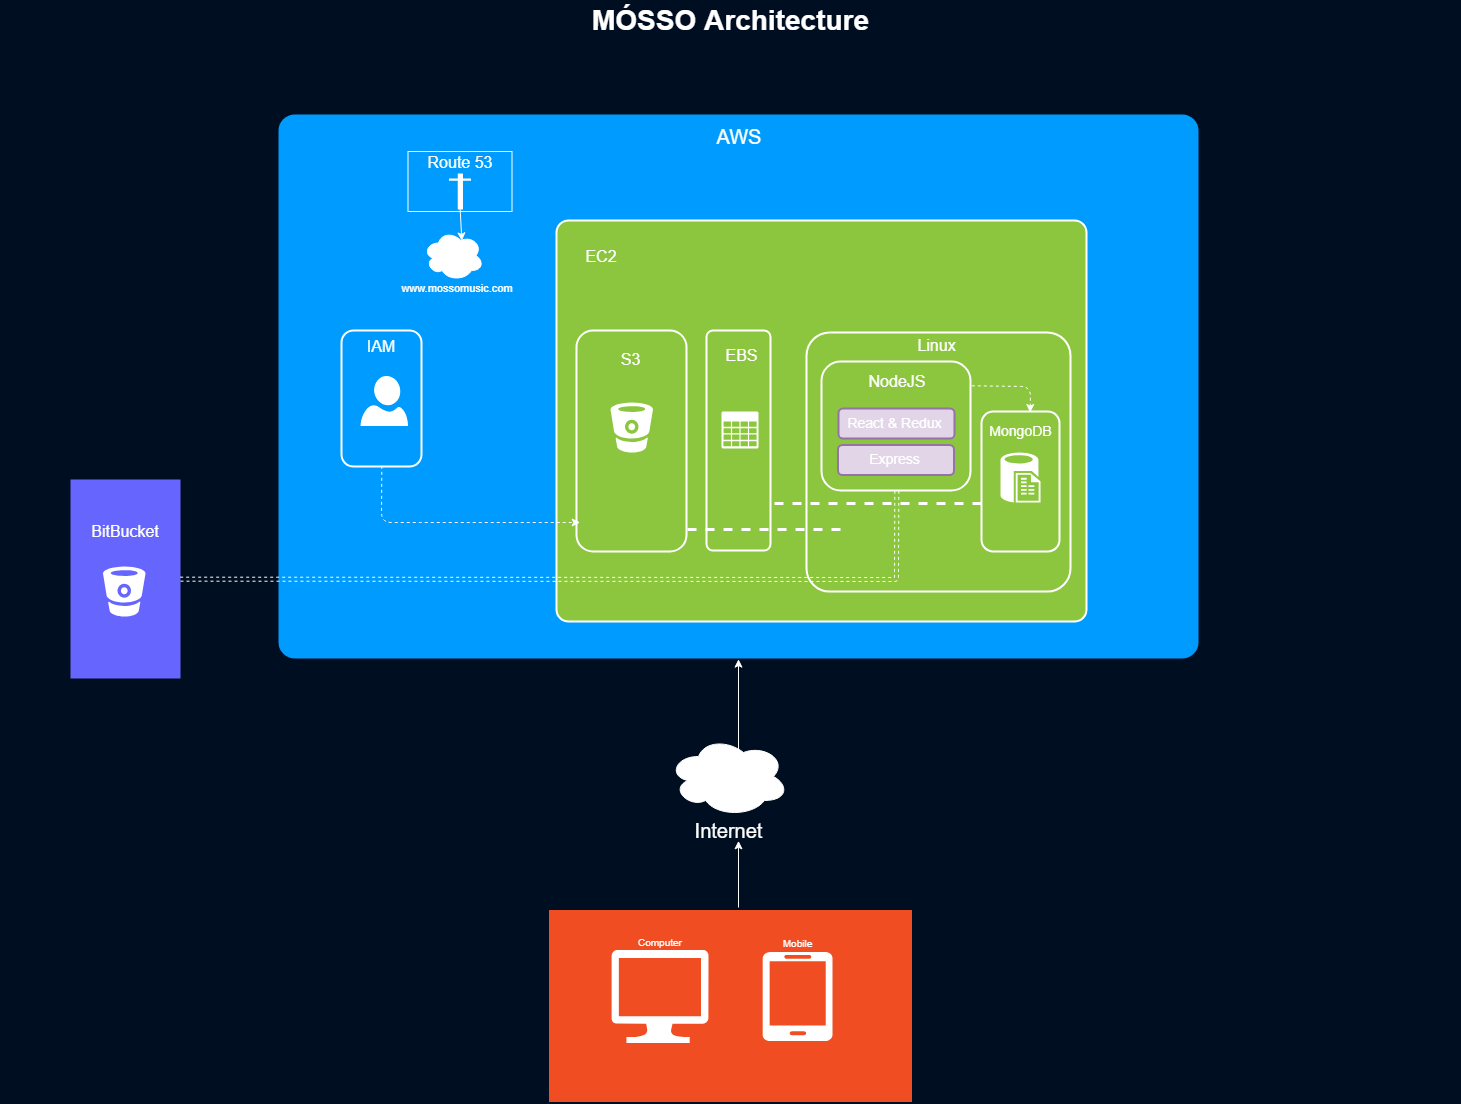 MÓSSO Architecture
AWS
Route 53
www.mossomusic.com
EC2
IAM
S3
EBS
Linux
NodeJS
React & Redux
Express
MongoDB
BitBucket
Internet
Computer
Mobile